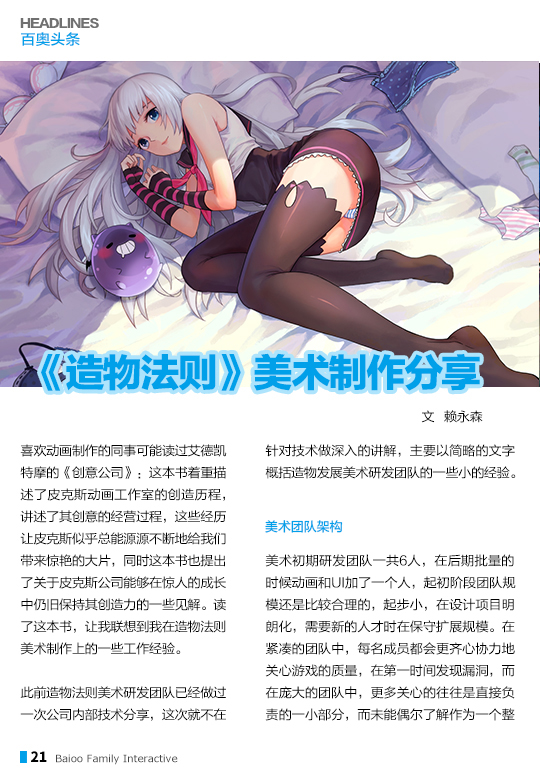 HEADLINES
百奥头条
《造物法则》美术制作分享
文 赖永森
喜欢动画制作的同事可能读过艾德凯
特摩的《创意公司》；这本书着重描
述了皮克斯动画工作室的创造历程，
讲述了其创意的经营过程，这些经历
让皮克斯似乎总能源源不断地给我们
带来惊艳的大片，同时这本书也提出
了关于皮克斯公司能够在惊人的成长
中仍旧保持其创造力的一些见解。读
了这本书，让我联想到我在造物法则
美术制作上的一些工作经验。
此前造物法则美术研发团队已经做过
一次公司内部技术分享，这次就不在
针对技术做深入的讲解，主要以简略的文字
概括造物发展美术研发团队的一些小的经验。
美术团队架构
美术初期研发团队一共6人，在后期批量的
时候动画和UI加了一个人，起初阶段团队规
模还是比较合理的，起步小，在设计项目明
朗化，需要新的人才时在保守扩展规模。在
紧凑的团队中，每名成员都会更齐心协力地
关心游戏的质量，在第一时间发现漏洞，而
在庞大的团队中，更多关心的往往是直接负
责的一小部分，而未能偶尔了解作为一个整
21 Baioo Family Interactive